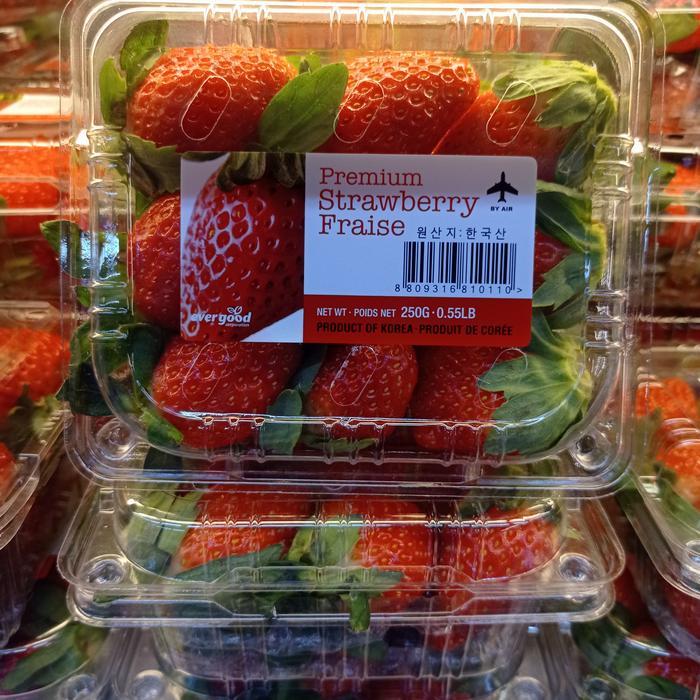 Premium
Strawberry
Fraise
BY AIR
원산지:한국산
8 809316 810110 >
evergood
corporation
NET WT · POIDS NET 250G · 0.55LB
PRODUCT OF KOREA · PRODUIT DE CORÉE